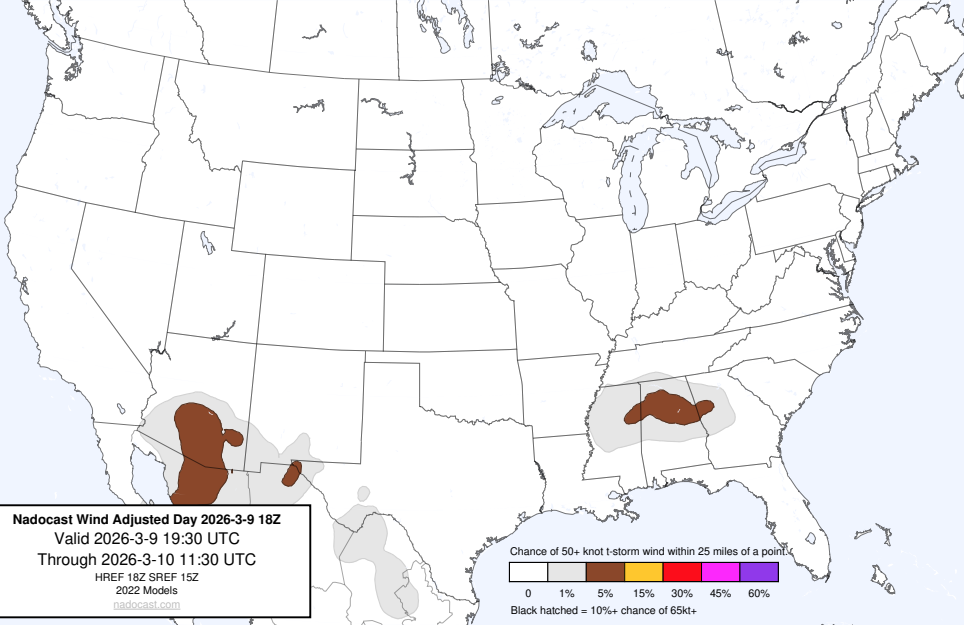 Nadocast Wind Adjusted Day 2026-3-9 18Z
Valid 2026-3-9 19:30 UTC
Through 2026-3-10 11:30 UTC
HREF 18Z SREF 15Z
2022 Models
nadocast.com
Chance of 50+ knot t-storm wind within 25 miles of a point.
0 1% 5% 15% 30% 45% 60%
Black hatched = 10%+ chance of 65kt+